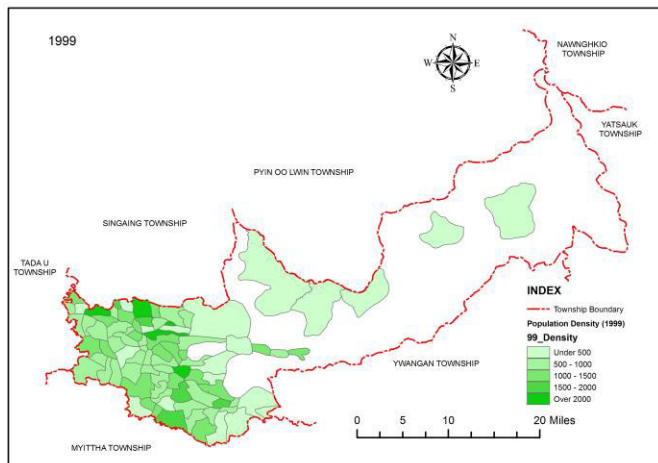 1999
N
W E
S
NAWNGHKIO
TOWNSHIP
YATSAUK
TOWNSHIP
PYIN OO LWIN TOWNSHIP
SINGAING TOWNSHIP
TADA U
TOWNSHIP
INDEX
Township Boundary
Population Density (1999)
99_Density
Under 500
500 - 1000
1000 - 1500
1500 - 2000
Over 2000
YWANGAN TOWNSHIP
0 5 10 20 Miles
MYITTHA TOWNSHIP